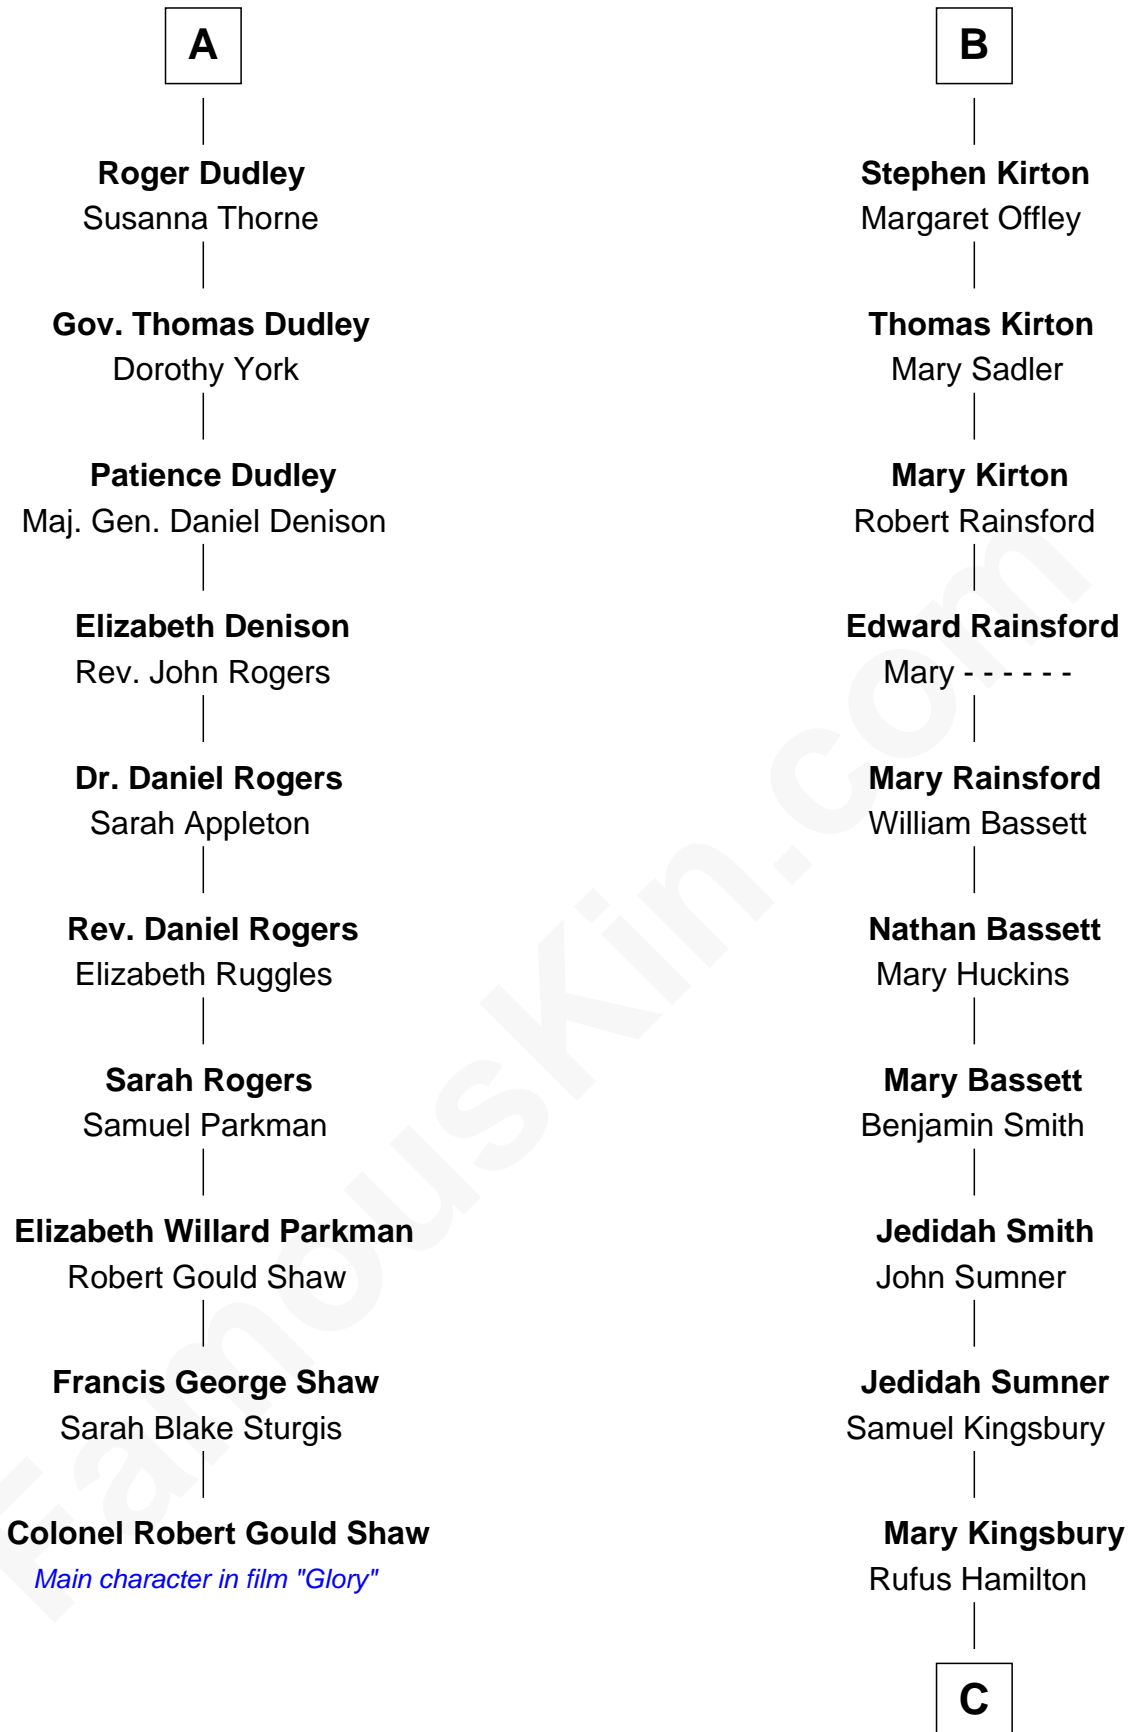 A
Roger Dudley
Susanna Thorne
Gov. Thomas Dudley
Dorothy York
Patience Dudley
Maj. Gen. Daniel Denison
Elizabeth Denison
Rev. John Rogers
Dr. Daniel Rogers
Sarah Appleton
Rev. Daniel Rogers
Elizabeth Ruggles
Sarah Rogers
Samuel Parkman
Elizabeth Willard Parkman
Robert Gould Shaw
Francis George Shaw
Sarah Blake Sturgis
Colonel Robert Gould Shaw
Main character in film "Glory"
B
Stephen Kirton
Margaret Offley
Thomas Kirton
Mary Sadler
Mary Kirton
Robert Rainsford
Edward Rainsford
Mary - - - - - -
Mary Rainsford
William Bassett
Nathan Bassett
Mary Huckins
Mary Bassett
Benjamin Smith
Jedidah Smith
John Sumner
Jedidah Sumner
Samuel Kingsbury
Mary Kingsbury
Rufus Hamilton
C
FamousKin.com